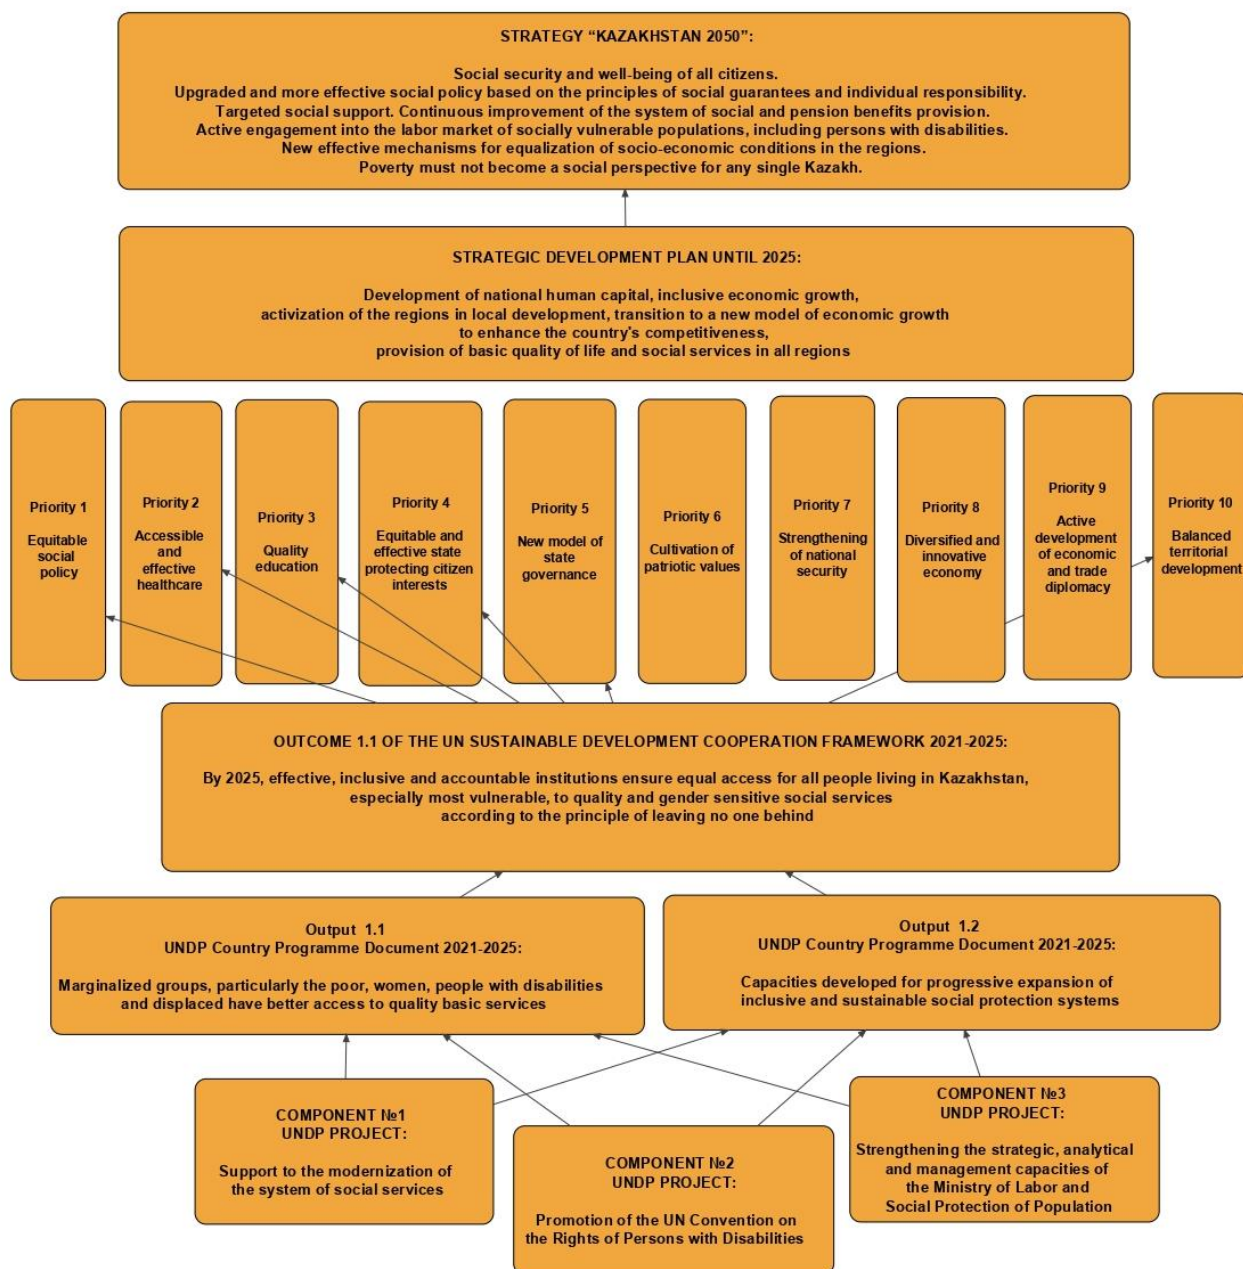 STRATEGY “KAZAKHSTAN 2050”:
Social security and well-being of all citizens.
Upgraded and more effective social policy based on the principles of social guarantees and individual responsibility.
Targeted social support. Continuous improvement of the system of social and pension benefits provision.
Active engagement into the labor market of socially vulnerable populations, including persons with disabilities.
New effective mechanisms for equalization of socio-economic conditions in the regions.
Poverty must not become a social perspective for any single Kazakh.
STRATEGIC DEVELOPMENT PLAN UNTIL 2025:
Development of national human capital, inclusive economic growth,
activization of the regions in local development, transition to a new model of economic growth
to enhance the country's competitiveness,
provision of basic quality of life and social services in all regions
Priority 1
Equitable
social
policy
Priority 2
Accessible
and
effective
healthcare
Priority 3
Quality
education
Priority 4
Equitable and
effective state
protecting citizen
interests
Priority 5
New model of
state
governance
Priority 6
Cultivation of
patriotic values
Priority 7
Strengthening
of national
security
Priority 8
Diversified and
innovative
economy
Priority 9
Active
development
of economic
and trade
diplomacy
Priority 10
Balanced
territorial
development
OUTCOME 1.1 OF THE UN SUSTAINABLE DEVELOPMENT COOPERATION FRAMEWORK 2021-2025:
By 2025, effective, inclusive and accountable institutions ensure equal access for all people living in Kazakhstan,
especially most vulnerable, to quality and gender sensitive social services
according to the principle of leaving no one behind
Output 1.1
UNDP Country Programme Document 2021-2025:
Marginalized groups, particularly the poor, women, people with disabilities
and displaced have better access to quality basic services
Output 1.2
UNDP Country Programme Document 2021-2025:
Capacities developed for progressive expansion of
inclusive and sustainable social protection systems
COMPONENT №1
UNDP PROJECT:
Support to the modernization of
the system of social services
COMPONENT №2
UNDP PROJECT:
Promotion of the UN Convention on
the Rights of Persons with Disabilities
COMPONENT №3
UNDP PROJECT:
Strengthening the strategic, analytical
and management capacities of
the Ministry of Labor and
Social Protection of Population